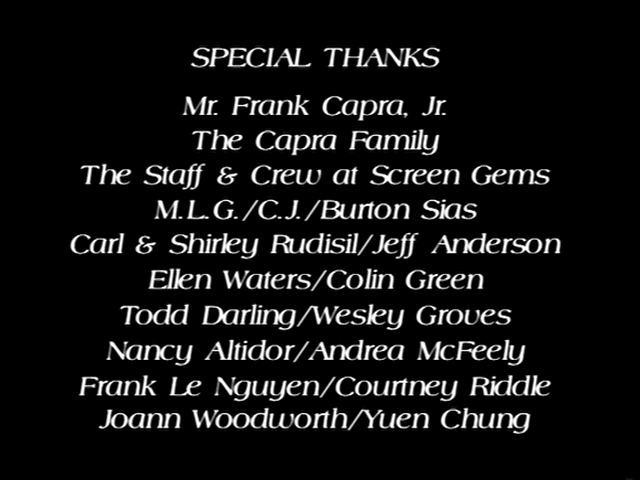 SPECIAL THANKS
Mr. Frank Capra, Jr.
The Capra Family
The Staff & Crew at Screen Gems
M.L.G./C.J./Burton Sias
Carl & Shirley Rudisil/Jeff Anderson
Ellen Waters/Colin Green
Todd Darling/Wesley Groves
Nancy Altidor/Andrea McFeely
Frank Le Nguyen/Courtney Riddle
Joann Woodworth/Yuen Chung